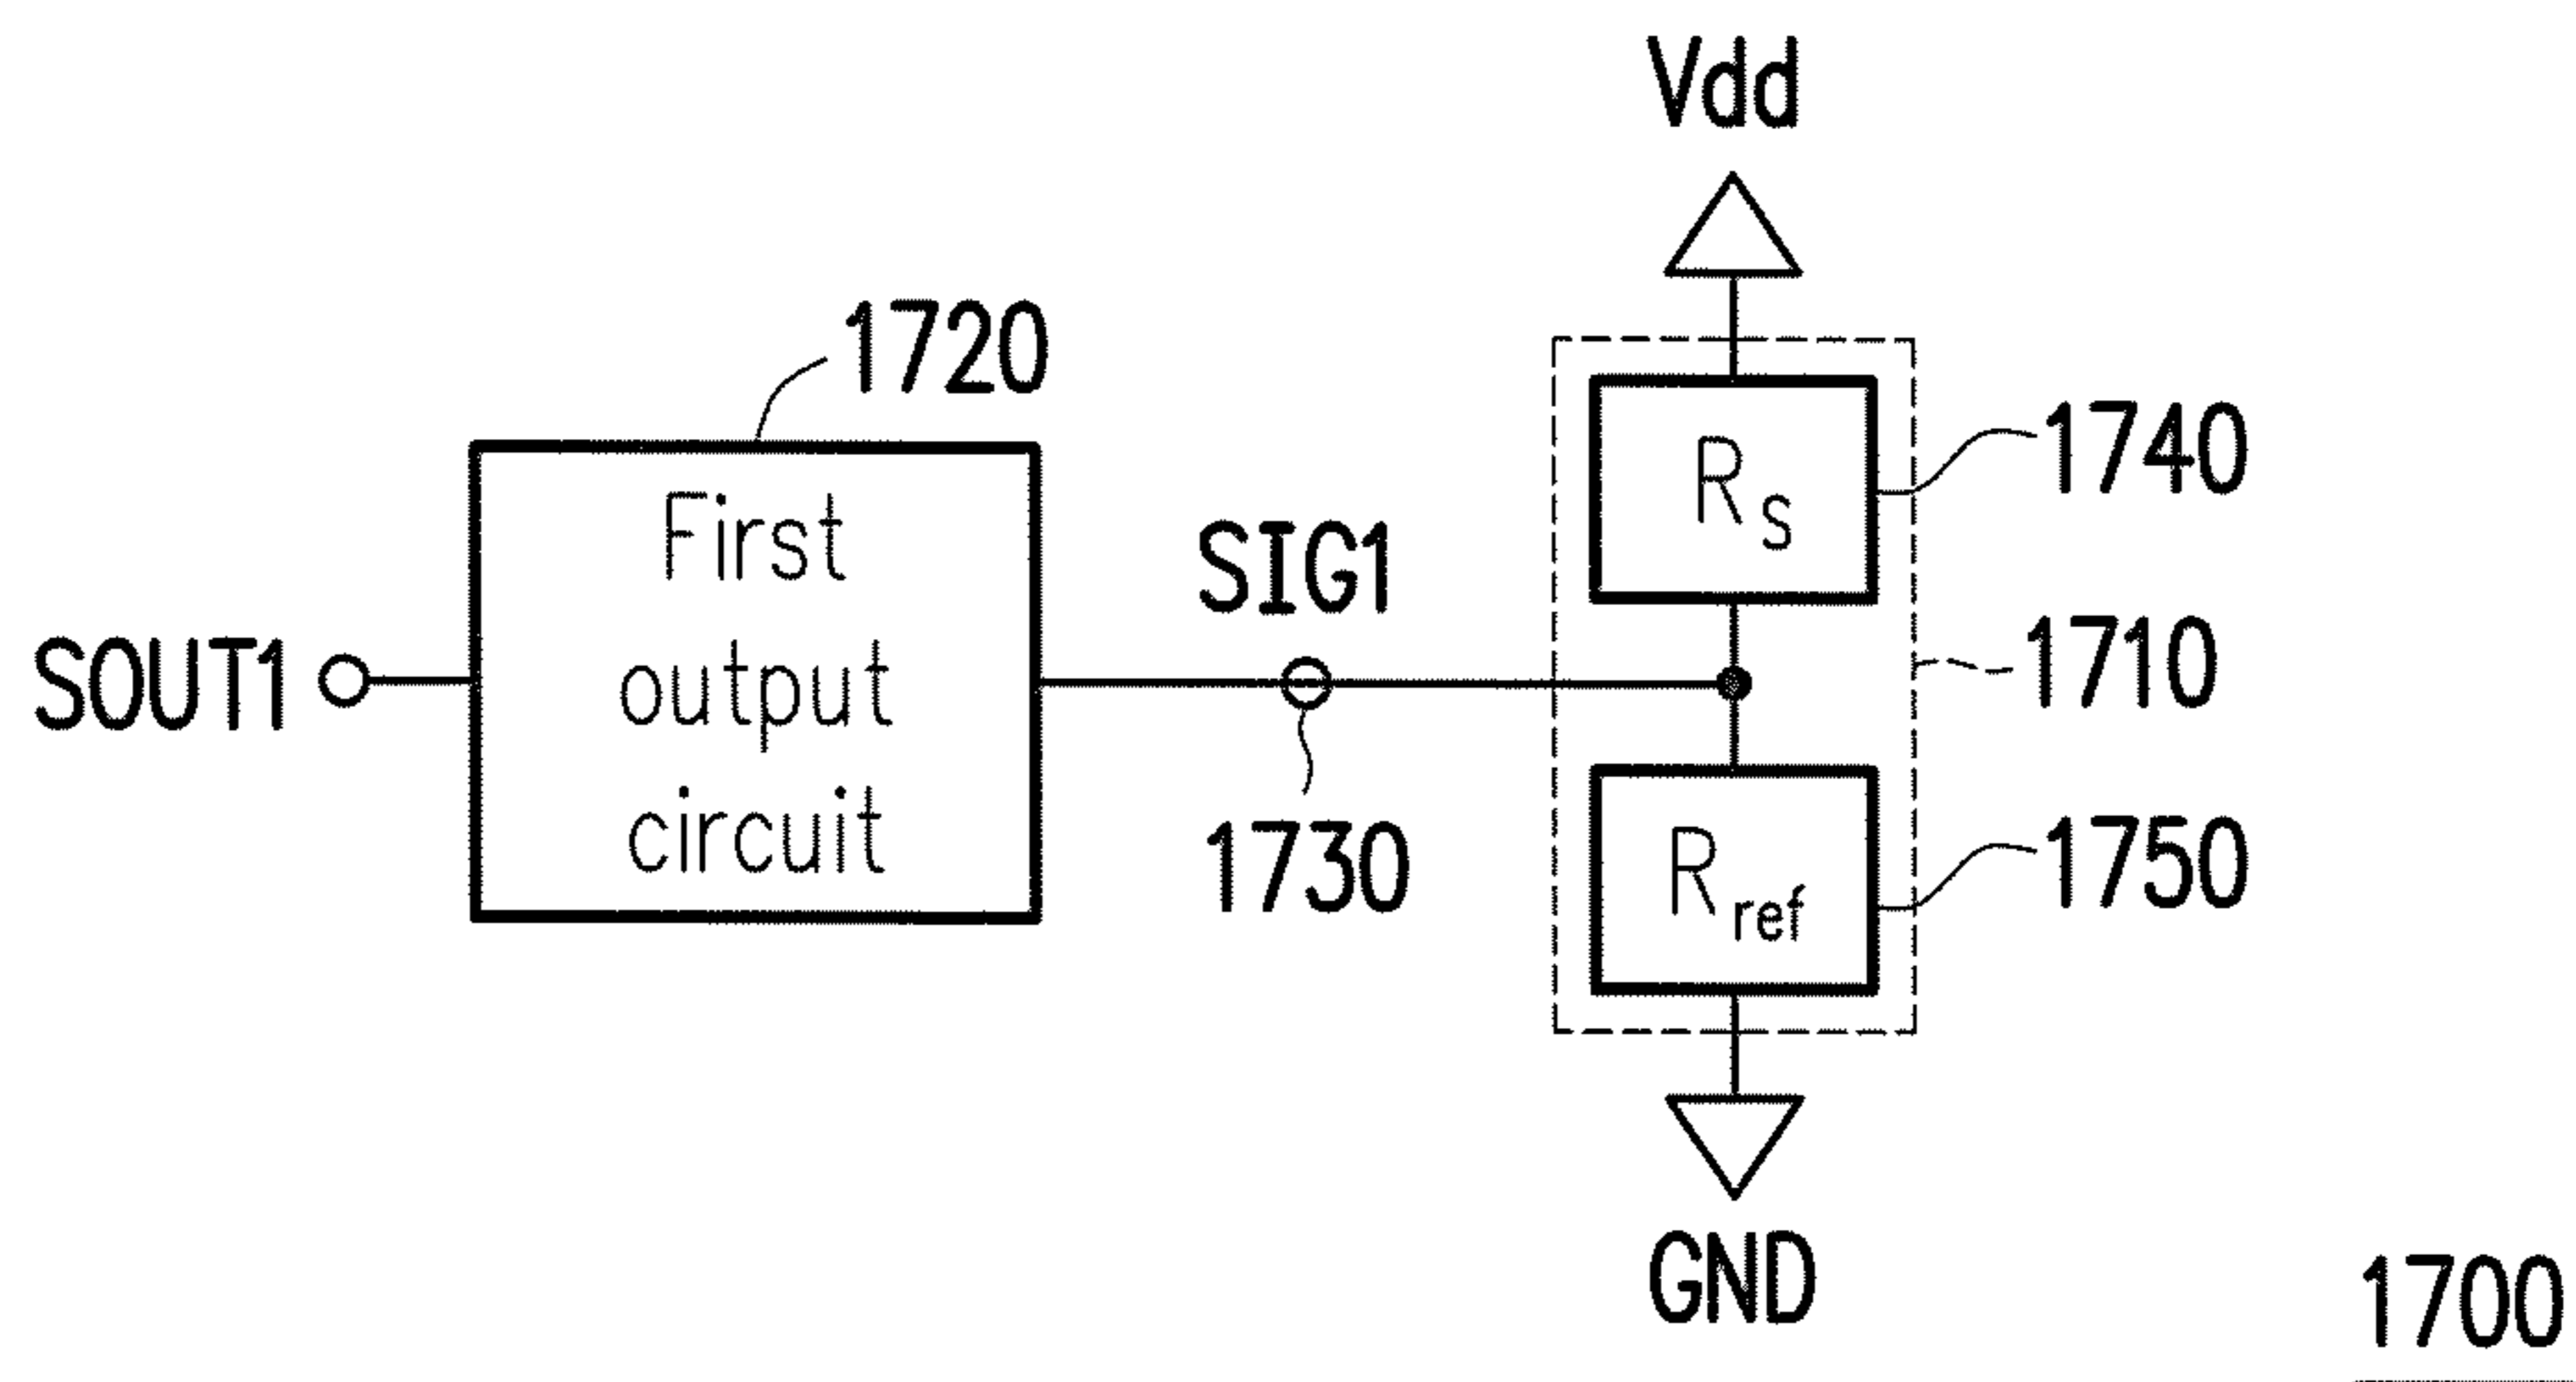 Vdd
1720
First
output
circuit
SOUT1
SIG1
1730
Rs
1740
1710
Rref
1750
GND
1700